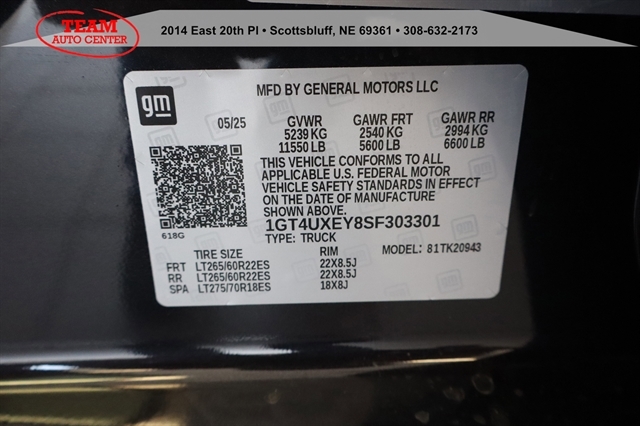 TEAM
AUTO CENTER
2014 East 20th Pl • Scottsbluff, NE 69361 • 308-632-2173
gm
MFD BY GENERAL MOTORS LLC
05/25 GVWR GAWR FRT GAWR RR
5239 KG 2540 KG 2994 KG
11550 LB 5600 LB 6600 LB
THIS VEHICLE CONFORMS TO ALL
APPLICABLE U.S. FEDERAL MOTOR
VEHICLE SAFETY STANDARDS IN EFFECT
ON THE DATE OF MANUFACTURE
SHOWN ABOVE.
618G
1GT4UXEY8SF303301
TYPE: TRUCK MODEL: 81TK20943
TIRE SIZE RIM
FRT LT265/60R22ES 22X8.5J
RR LT265/60R22ES 22X8.5J
SPA LT275/70R18ES 18X8J